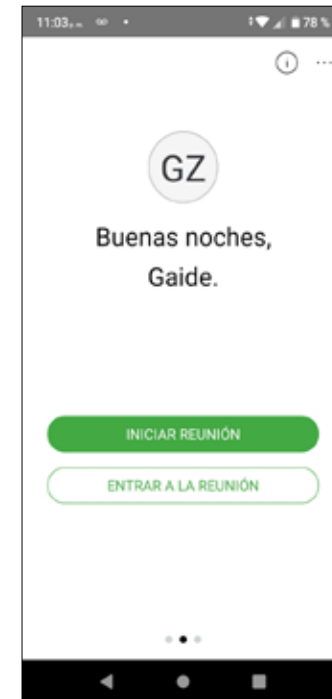 11:03 78 %
GZ
Buenas noches,
Gaide.
INICIAR REUNIÓN
ENTRAR A LA REUNIÓN